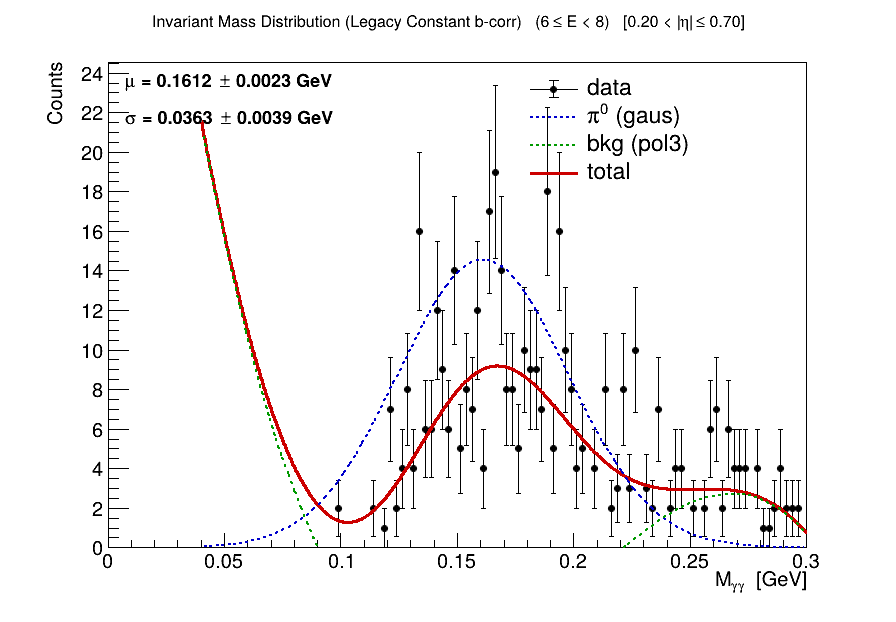 Invariant Mass Distribution (Legacy Constant b-corr) (6 ≤ E < 8) [0.20 < |η| ≤ 0.70]
Counts
μ = 0.1612 ± 0.0023 GeV
σ = 0.0363 ± 0.0039 GeV
data
π⁰ (gaus)
bkg (pol3)
total
24
22
20
18
16
14
12
10
8
6
4
2
0
0 0.05 0.1 0.15 0.2 0.25 0.3
M_γγ [GeV]